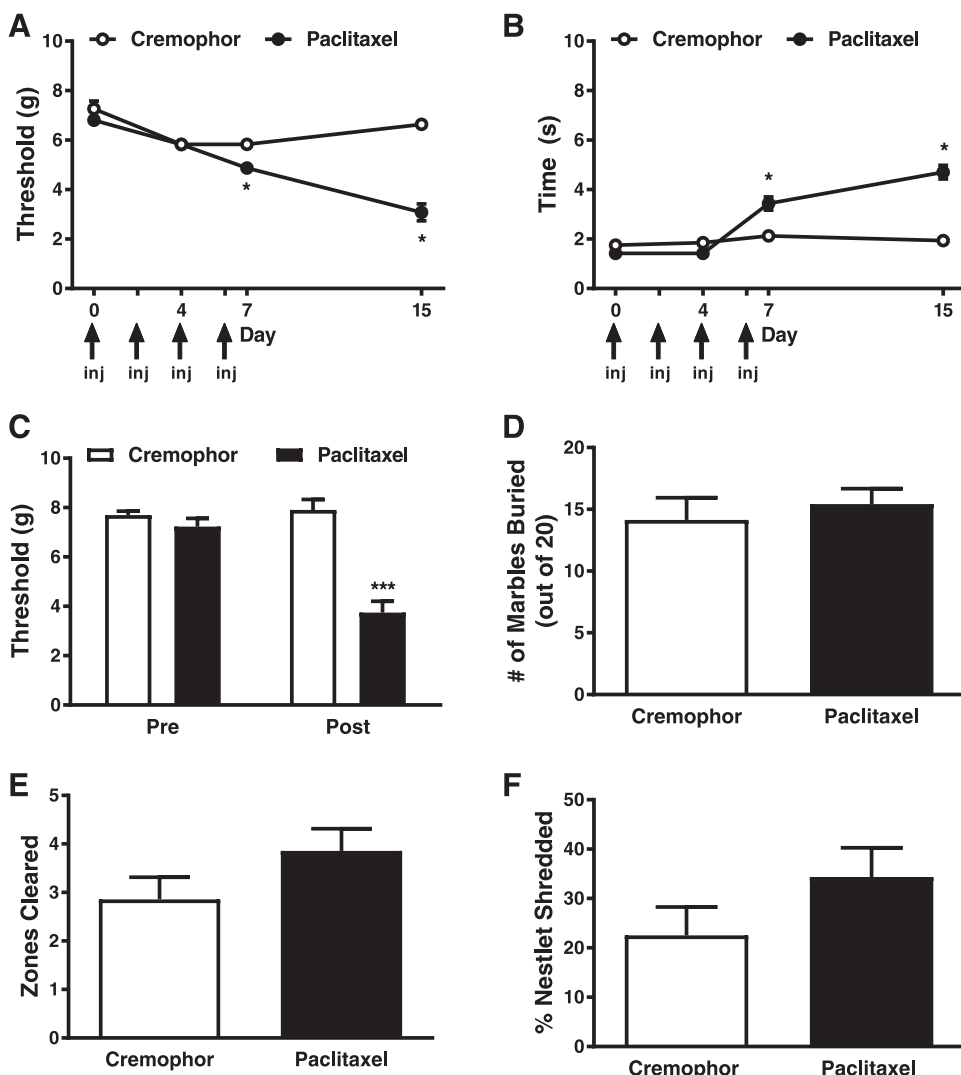 A
Cremophor Paclitaxel
Threshold (g)
10
8
6
4
2
0
*
*
0 4 7 15
Day
inj inj inj inj
B
Cremophor Paclitaxel
Time (s)
10
8
6
4
2
0
*
*
0 4 7 15
Day
inj inj inj inj
C
Cremophor Paclitaxel
Threshold (g)
10
8
6
4
2
0
***
Pre Post
D
# of Marbles Buried
(out of 20)
20
15
10
5
0
Cremophor Paclitaxel
E
Zones Cleared
5
4
3
2
1
0
Cremophor Paclitaxel
F
% Nestlet Shredded
50
40
30
20
10
0
Cremophor Paclitaxel